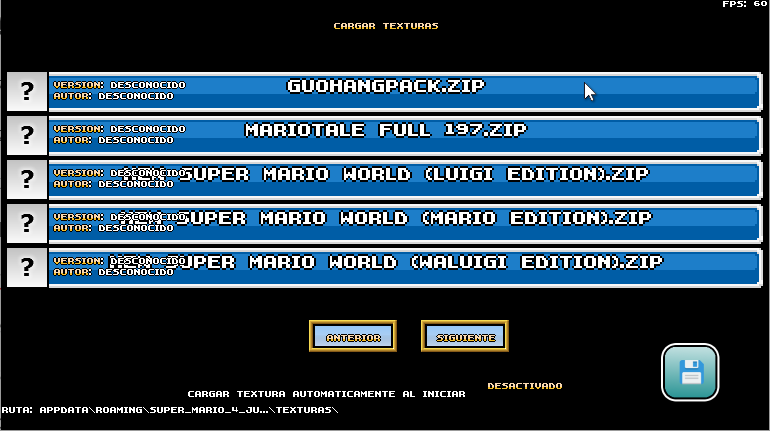 FPS: 60
CARGAR TEXTURAS
?
VERSION: DESCONOCIDO
AUTOR: DESCONOCIDO
GUOHANGPACK.ZIP
?
VERSION: DESCONOCIDO
AUTOR: DESCONOCIDO
MARIOTALE FULL 197.ZIP
?
VERSION: DESCONOCIDO
AUTOR: DESCONOCIDO
NEW SUPER MARIO WORLD (LUIGI EDITION).ZIP
?
VERSION: DESCONOCIDO
AUTOR: DESCONOCIDO
NEW SUPER MARIO WORLD (MARIO EDITION).ZIP
?
VERSION: DESCONOCIDO
AUTOR: DESCONOCIDO
NEW SUPER MARIO WORLD (WALUIGI EDITION).ZIP
ANTERIOR
SIGUIENTE
CARGAR TEXTURA AUTOMATICAMENTE AL INICIAR
DESACTIVADO
RUTA: APPDATA\ROAMING\SUPER_MARIO_4_JU...\TEXTURAS\